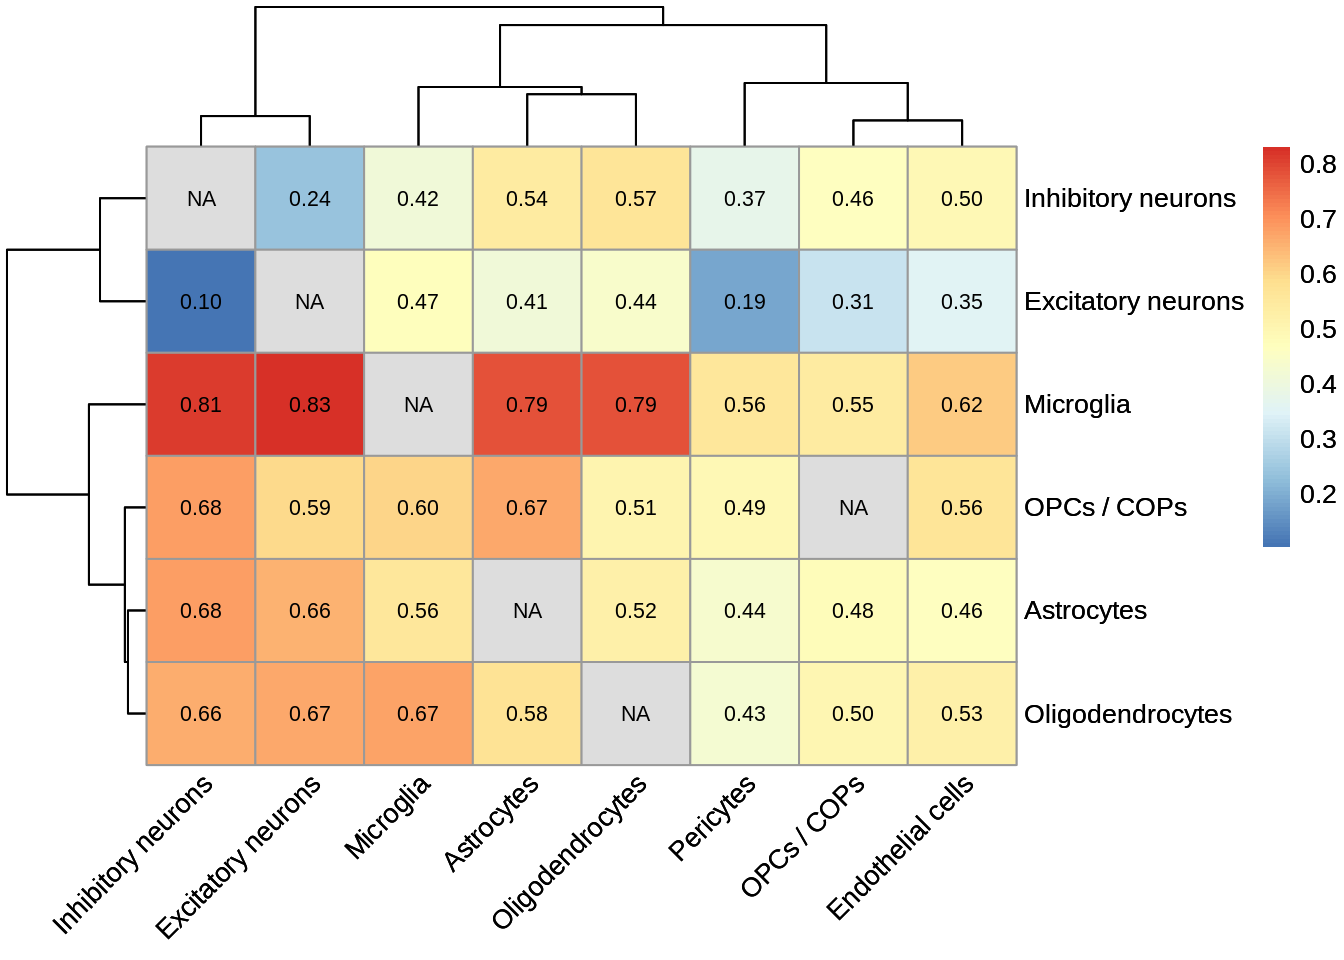 NA 0.24 0.42 0.54 0.57 0.37 0.46 0.50 Inhibitory neurons
0.10 NA 0.47 0.41 0.44 0.19 0.31 0.35 Excitatory neurons
0.81 0.83 NA 0.79 0.79 0.56 0.55 0.62 Microglia
0.68 0.59 0.60 0.67 0.51 0.49 NA 0.56 OPCs / COPs
0.68 0.66 0.56 NA 0.52 0.44 0.48 0.46 Astrocytes
0.66 0.67 0.67 0.58 NA 0.43 0.50 0.53 Oligodendrocytes
Inhibitory neurons
Excitatory neurons
Microglia
Astrocytes
Oligodendrocytes
Pericytes
OPCs / COPs
Endothelial cells
0.8
0.7
0.6
0.5
0.4
0.3
0.2